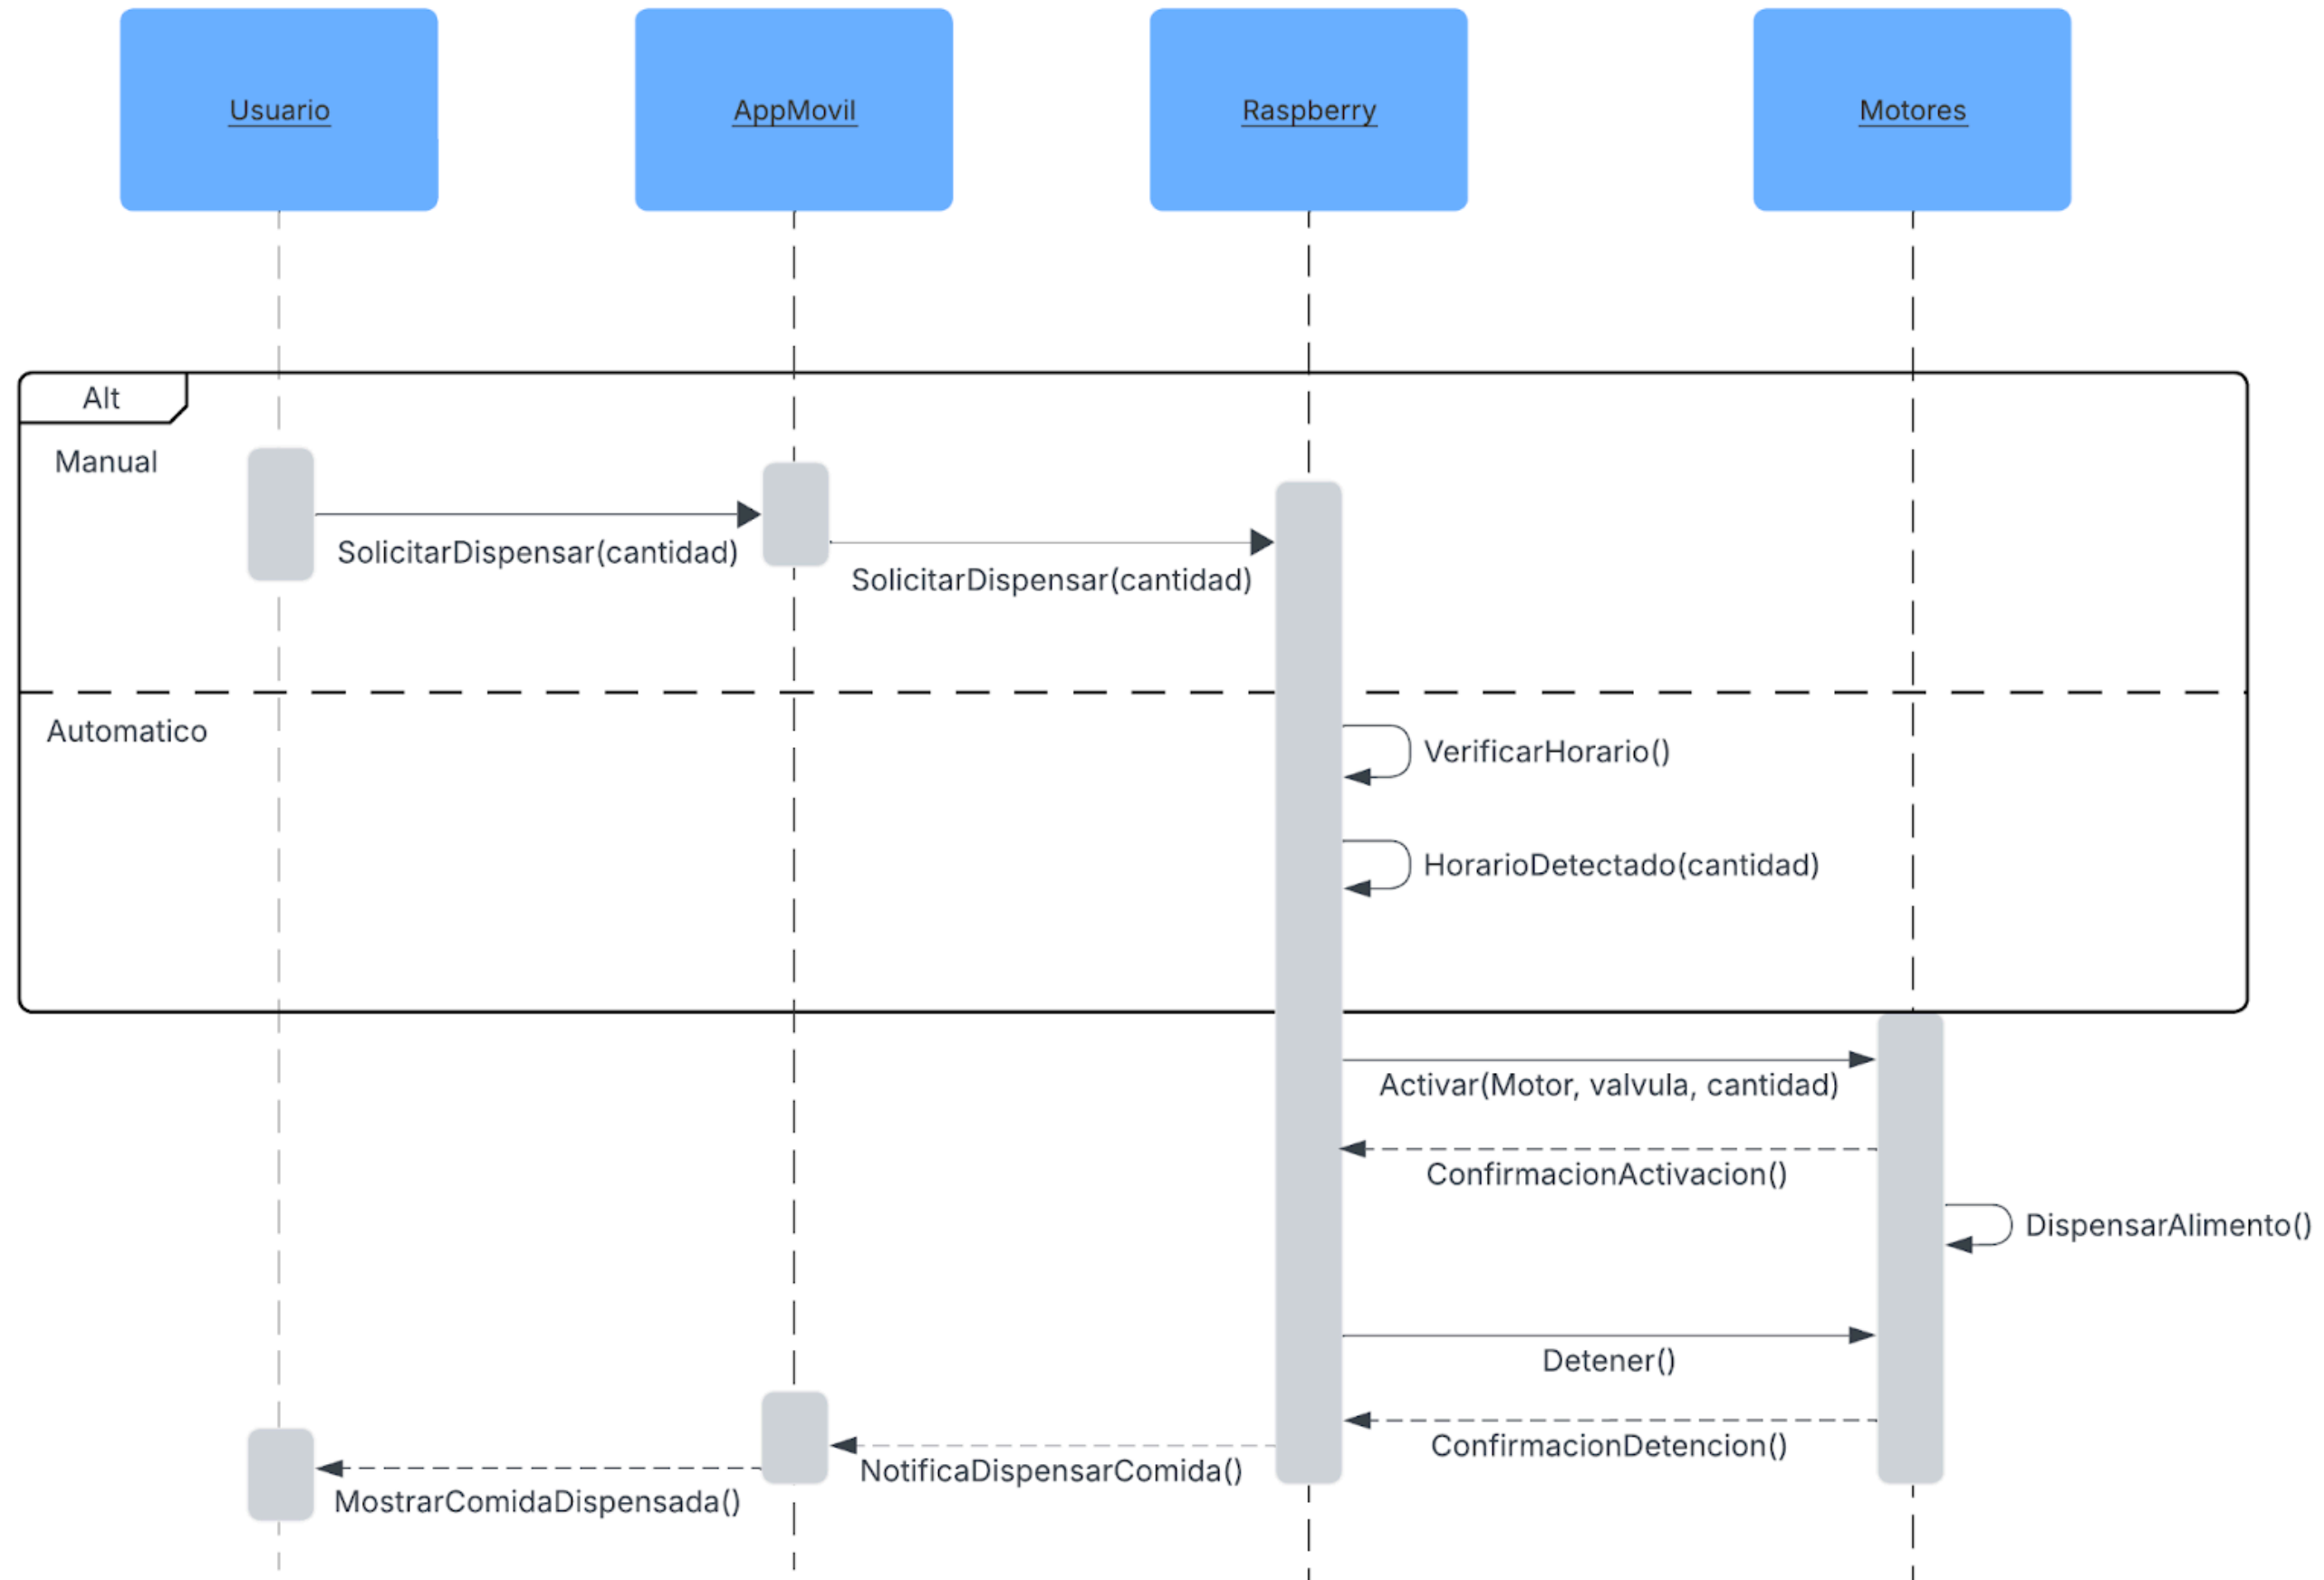 Usuario
AppMovil
Raspberry
Motores
Alt
Manual
SolicitarDispensar(cantidad)
SolicitarDispensar(cantidad)
Automatico
VerificarHorario()
HorarioDetectado(cantidad)
Activar(Motor, valvula, cantidad)
ConfirmacionActivacion()
DispensarAlimento()
Detener()
ConfirmacionDetencion()
NotificaDispensarComida()
MostrarComidaDispensada()